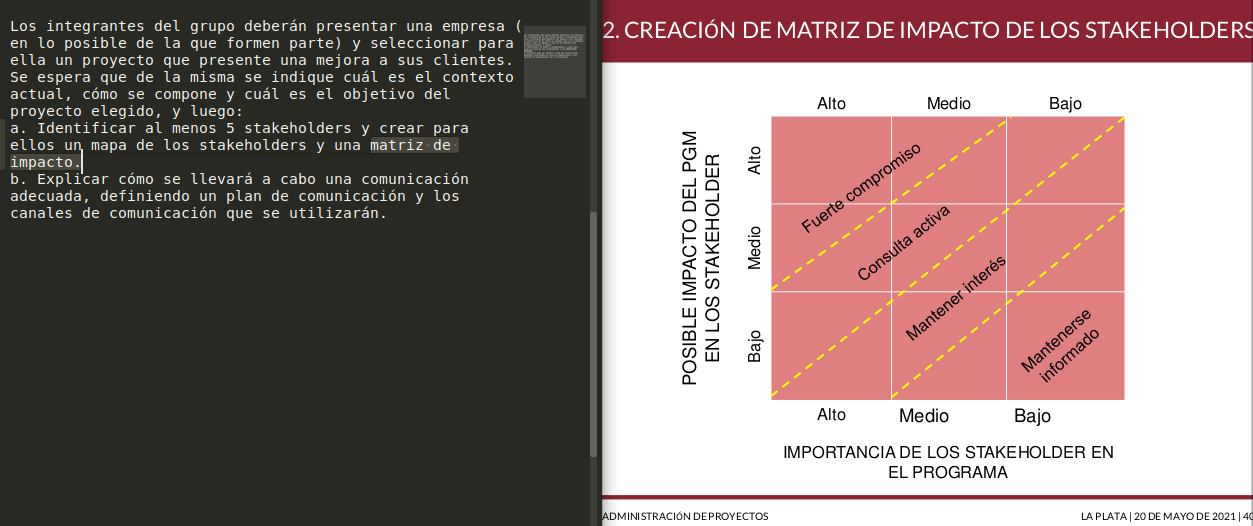 Los integrantes del grupo deberán presentar una empresa (
en lo posible de la que formen parte) y seleccionar para
ella un proyecto que presente una mejora a sus clientes.
Se espera que de la misma se indique cuál es el contexto
actual, cómo se compone y cuál es el objetivo del
proyecto elegido, y luego:
a. Identificar al menos 5 stakeholders y crear para
ellos un mapa de los stakeholders y una matriz de
impacto.
b. Explicar cómo se llevará a cabo una comunicación
adecuada, definiendo un plan de comunicación y los
canales de comunicación que se utilizarán.
2. CREACIÓN DE MATRIZ DE IMPACTO DE LOS STAKEHOLDERS
Alto Medio Bajo
POSIBLE IMPACTO DEL PGM
EN LOS STAKEHOLDER
Alto
Medio
Bajo
Fuerte compromiso
Consulta activa
Mantener interés
Mantenerse
informado
Alto Medio Bajo
IMPORTANCIA DE LOS STAKEHOLDER EN
EL PROGRAMA
ADMINISTRACIÓN DE PROYECTOS
LA PLATA | 20 DE MAYO DE 2021 | 40